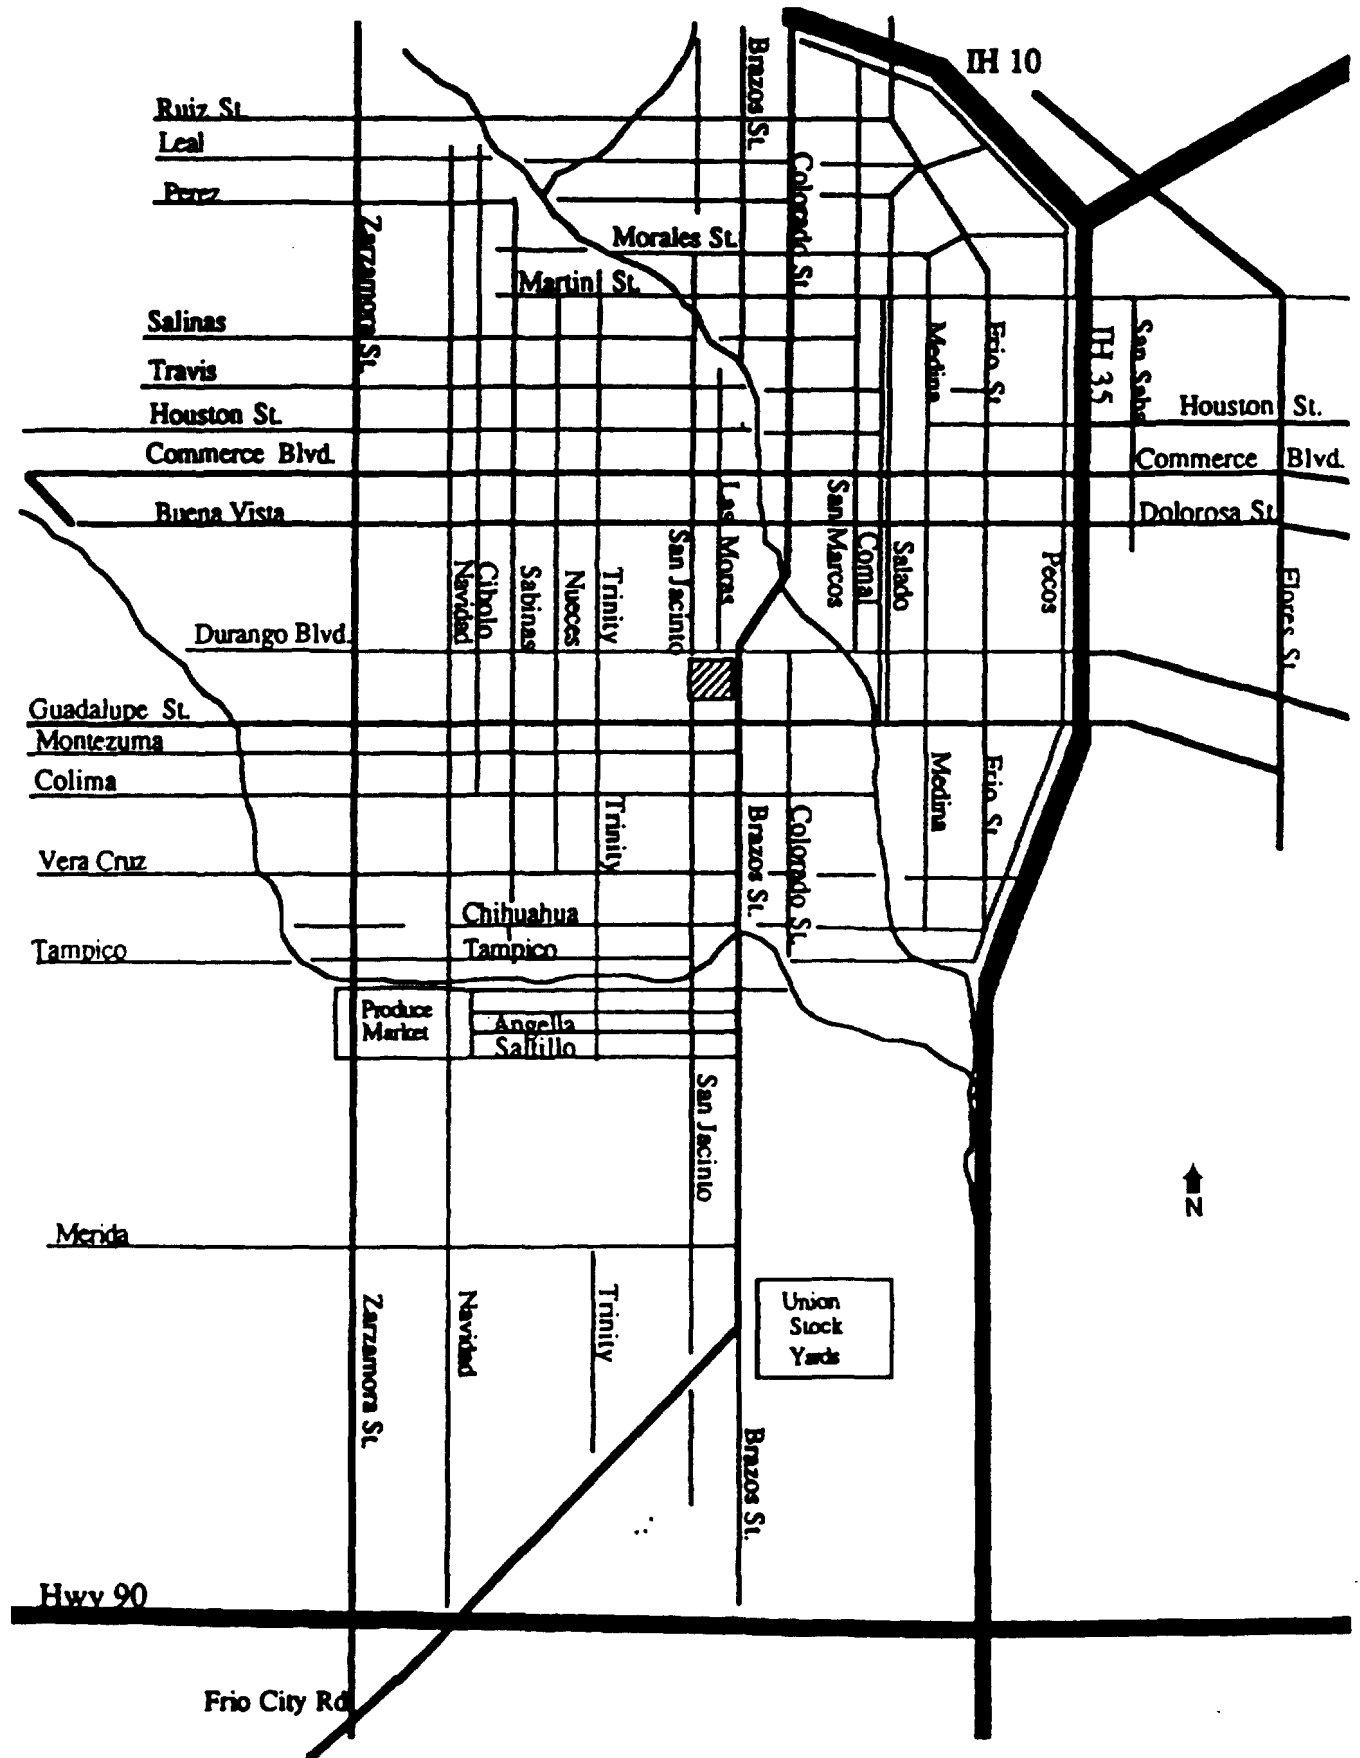 IH 10
Brazos St.
Ruiz St.
Leal
Colorado St.
Perez
Zarzamora St.
Morales St.
Martin St.
Salinas
Medina
Frio St.
IH 35
San Saba
Travis
Houston St.
Houston St.
Commerce Blvd.
Commerce Blvd.
Buena Vista
Dolorosa St.
Las Moras
San Marcos
San Jacinto
Comal
Salado
Pecos
Navidad
Cibolo
Sabinas
Nueces
Trinity
Flores St.
Durango Blvd.
Guadalupe St.
Montezuma
Colima
Medina
Frio St.
Trinity
Brazos St.
Colorado St.
Vera Cruz
Chihuahua
Tampico
Tampico
Produce
Market
Angella
Saltillo
San Jacinto
N
Merida
Zarzamora St.
Navidad
Trinity
Union
Stock
Yards
Brazos St.
Hwy 90
Frio City Rd